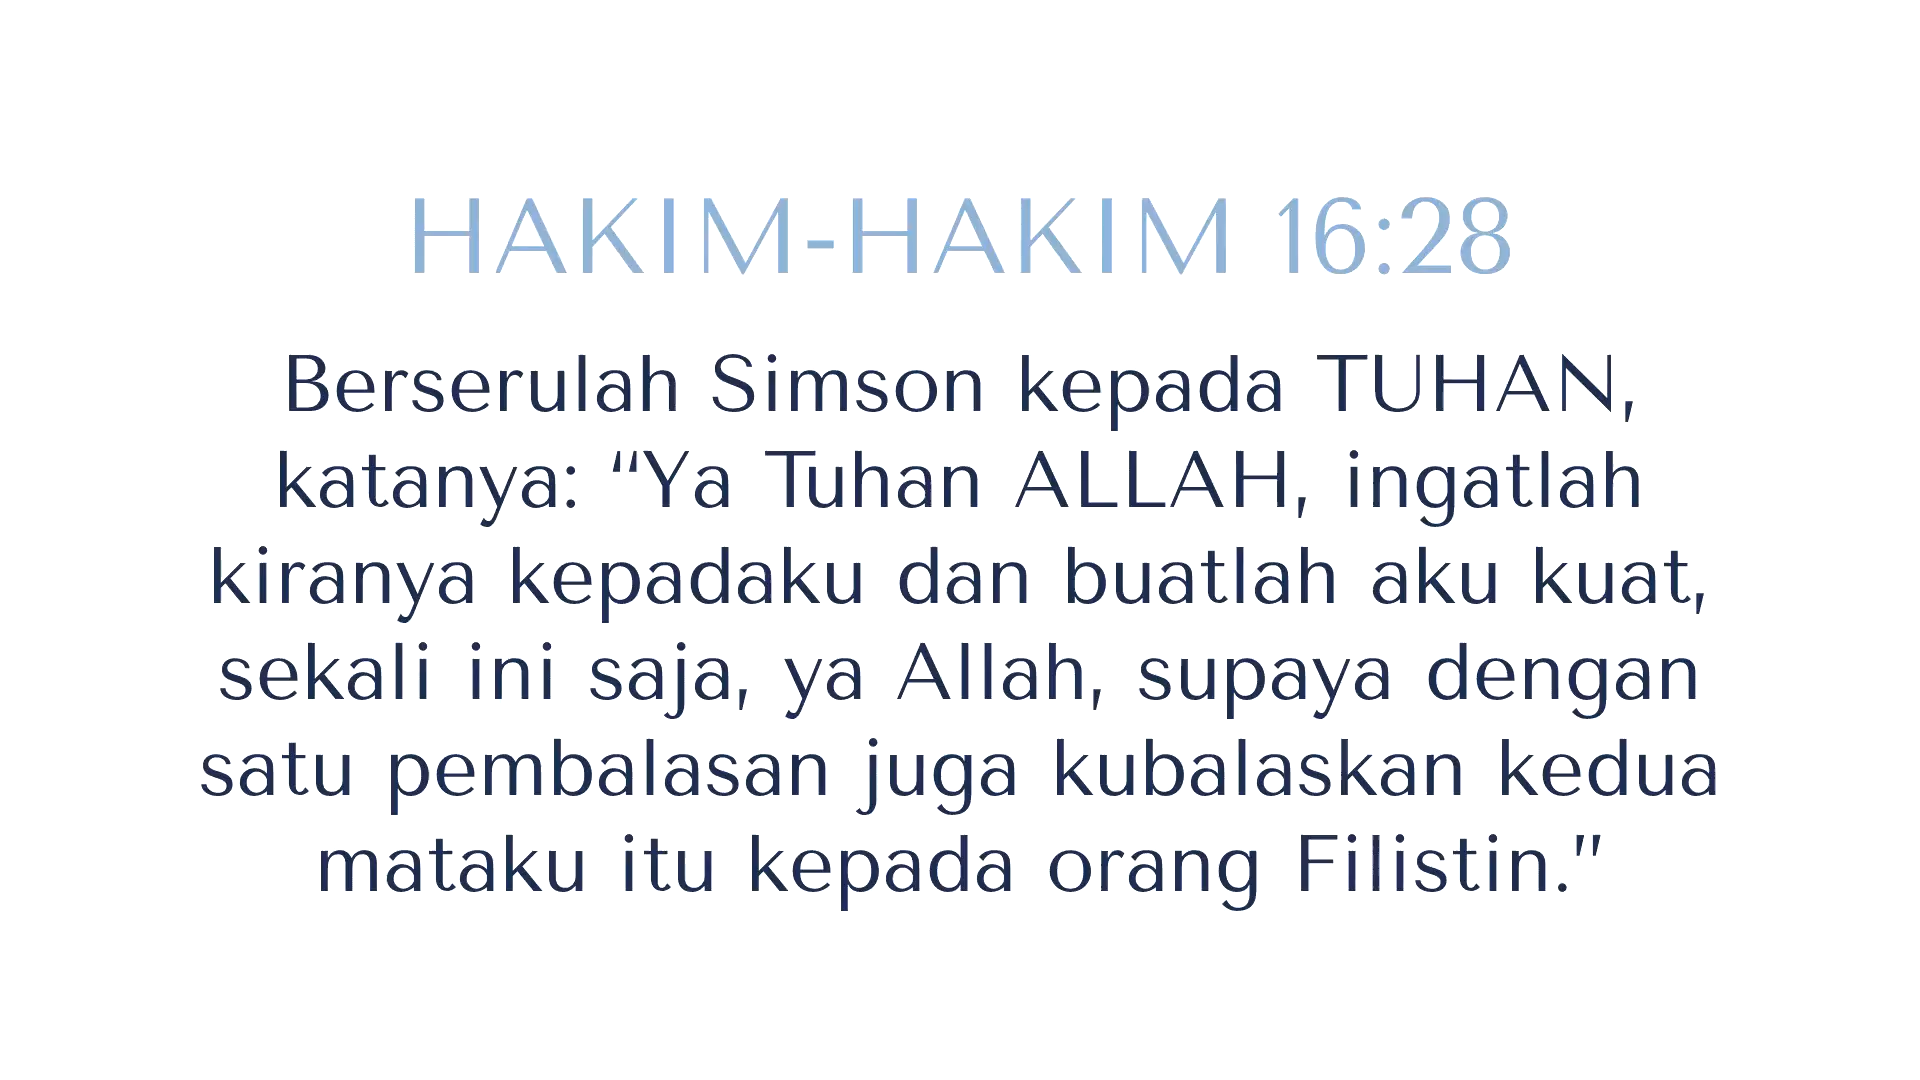 HAKIM-HAKIM 16:28
Berserulah Simson kepada TUHAN,
katanya: “Ya Tuhan ALLAH, ingatlah
kiranya kepadaku dan buatlah aku kuat,
sekali ini saja, ya Allah, supaya dengan
satu pembalasan juga kubalaskan kedua
mataku itu kepada orang Filistin.”